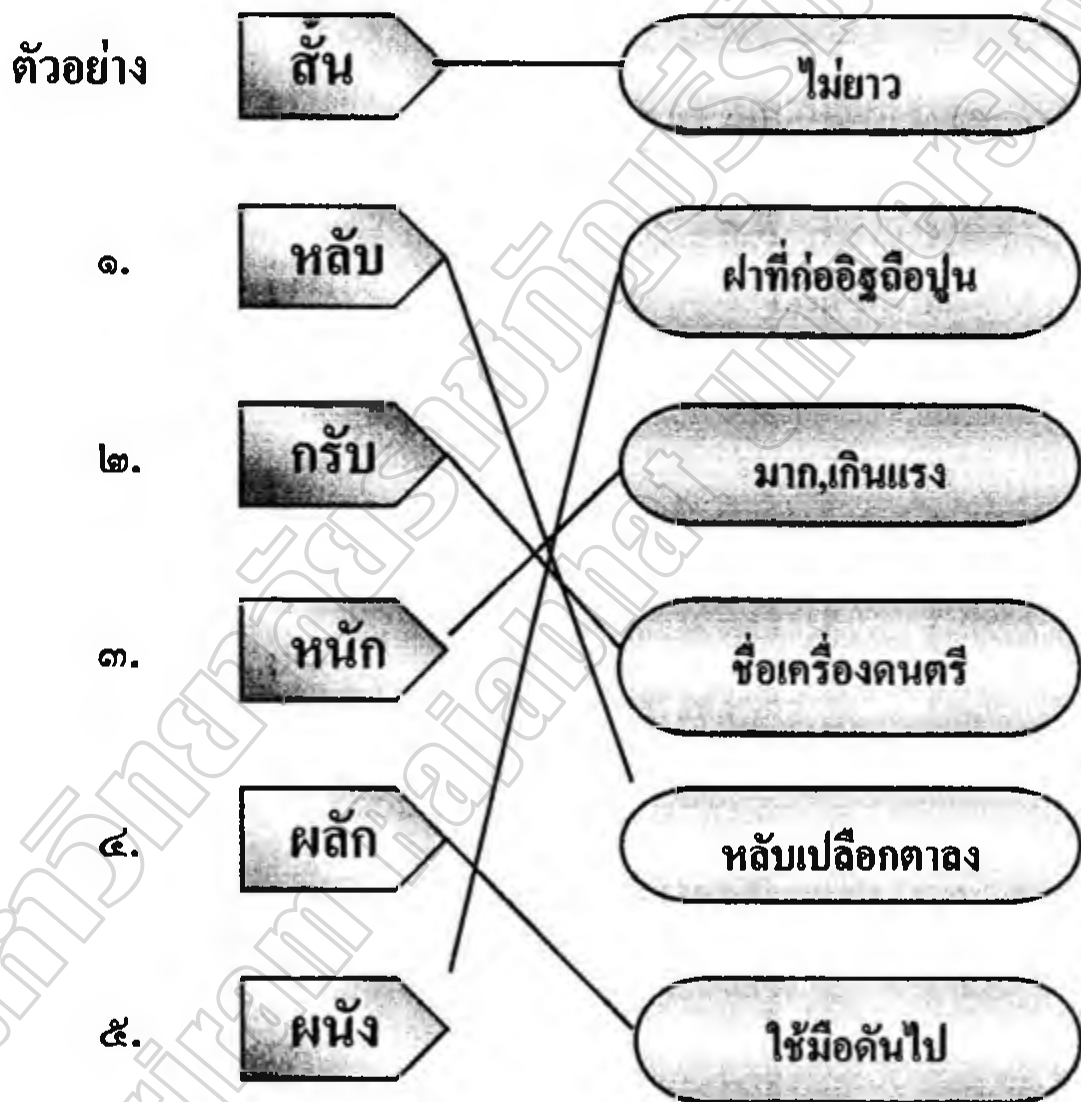 ตัวอย่าง สั้น ไม่ยาว
๑. หลับ ฝาที่ก่ออิฐถือปูน
๒. กรับ มาก,เกินแรง
๓. หนัก ชื่อเครื่องดนตรี
๔. ผลัก หลับเปลือกตาลง
๕. ผนัง ใช้มือดันไป